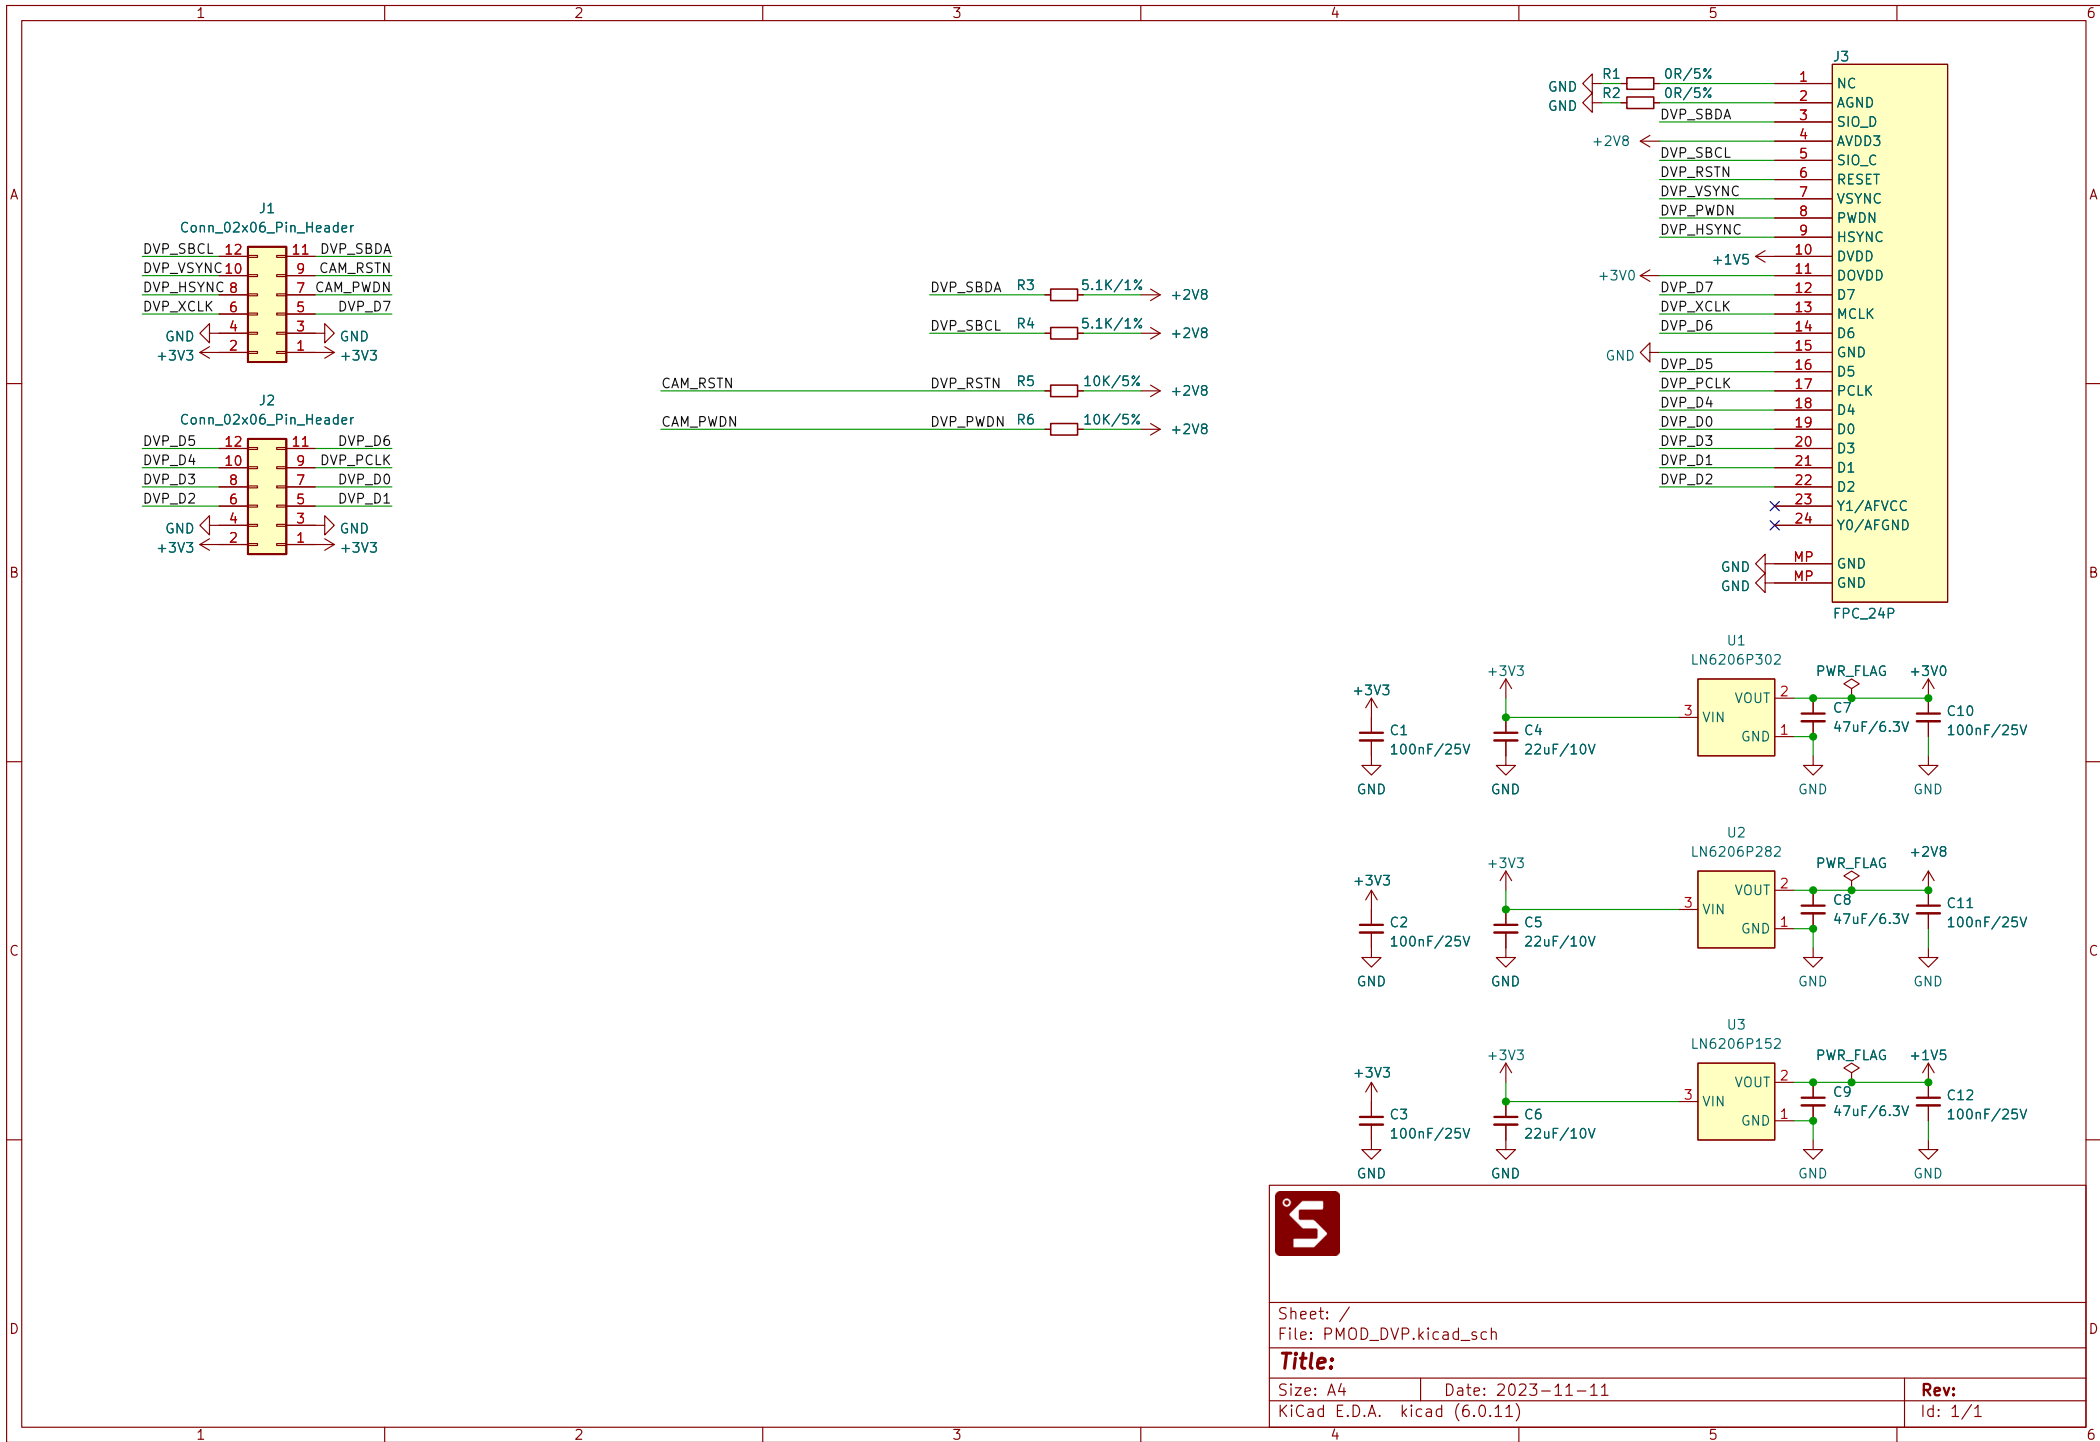 1 2 3 4 5 6
A
B
C
D
A
B
C
D
1 2 3 4 5 6
J1
Conn_02x06_Pin_Header
DVP_SBCL 12 11 DVP_SBDA
DVP_VSYNC 10 9 CAM_RSTN
DVP_HSYNC 8 7 CAM_PWDN
DVP_XCLK 6 5 DVP_D7
GND 4 3 GND
+3V3 2 1 +3V3
J2
Conn_02x06_Pin_Header
DVP_D5 12 11 DVP_D6
DVP_D4 10 9 DVP_PCLK
DVP_D3 8 7 DVP_D0
DVP_D2 6 5 DVP_D1
GND 4 3 GND
+3V3 2 1 +3V3
DVP_SBDA R3 5.1K/1% +2V8
DVP_SBCL R4 5.1K/1% +2V8
CAM_RSTN DVP_RSTN R5 10K/5% +2V8
CAM_PWDN DVP_PWDN R6 10K/5% +2V8
J3
GND R1 0R/5% 1 NC
GND R2 0R/5% 2 AGND
DVP_SBDA 3 SIO_D
+2V8 4 AVDD3
DVP_SBCL 5 SIO_C
DVP_RSTN 6 RESET
DVP_VSYNC 7 VSYNC
DVP_PWDN 8 PWDN
DVP_HSYNC 9 HSYNC
+1V5 10 DVDD
+3V0 11 DOVDD
DVP_D7 12 D7
DVP_XCLK 13 MCLK
DVP_D6 14 D6
GND 15 GND
DVP_D5 16 D5
DVP_PCLK 17 PCLK
DVP_D4 18 D4
DVP_D0 19 D0
DVP_D3 20 D3
DVP_D1 21 D1
DVP_D2 22 D2
23 Y1/AFVCC
24 Y0/AFGND
GND MP GND
GND MP GND
FPC_24P
U1
LN6206P302
+3V3 +3V3 PWR_FLAG +3V0
VOUT 2
3 VIN
GND 1
C1
100nF/25V
C4
22uF/10V
C7
47uF/6.3V
C10
100nF/25V
GND GND GND GND
U2
LN6206P282
+3V3 +3V3 PWR_FLAG +2V8
VOUT 2
3 VIN
GND 1
C2
100nF/25V
C5
22uF/10V
C8
47uF/6.3V
C11
100nF/25V
GND GND GND GND
U3
LN6206P152
+3V3 +3V3 PWR_FLAG +1V5
VOUT 2
3 VIN
GND 1
C3
100nF/25V
C6
22uF/10V
C9
47uF/6.3V
C12
100nF/25V
GND GND GND GND
Sheet: /
File: PMOD_DVP.kicad_sch
Title:
Size: A4 Date: 2023-11-11 Rev:
KiCad E.D.A. kicad (6.0.11) Id: 1/1